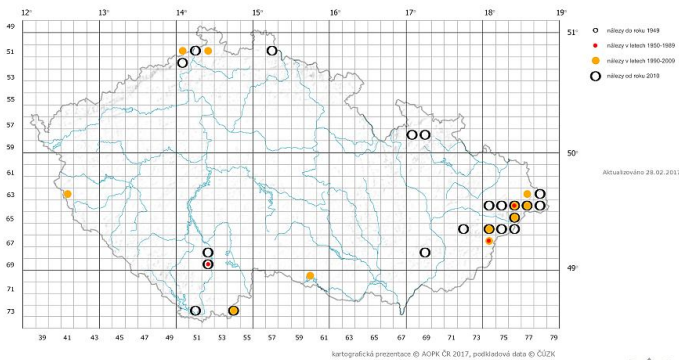 12° 13° 14° 15° 16° 17° 18° 19°
49
51
53
55
57
59
61
63
65
67
69
71
73
51°
50°
49°
39 41 43 45 47 49 51 53 55 57 59 61 63 65 67 69 71 73 75 77 79
nálezy do roku 1949
nálezy v letech 1950-1989
nálezy v letech 1990-2009
nálezy do roku 2018
Aktualizováno 28.02.2017
kartografická prezentace © AOPK ČR 2017, podkladová data © ČÚZK